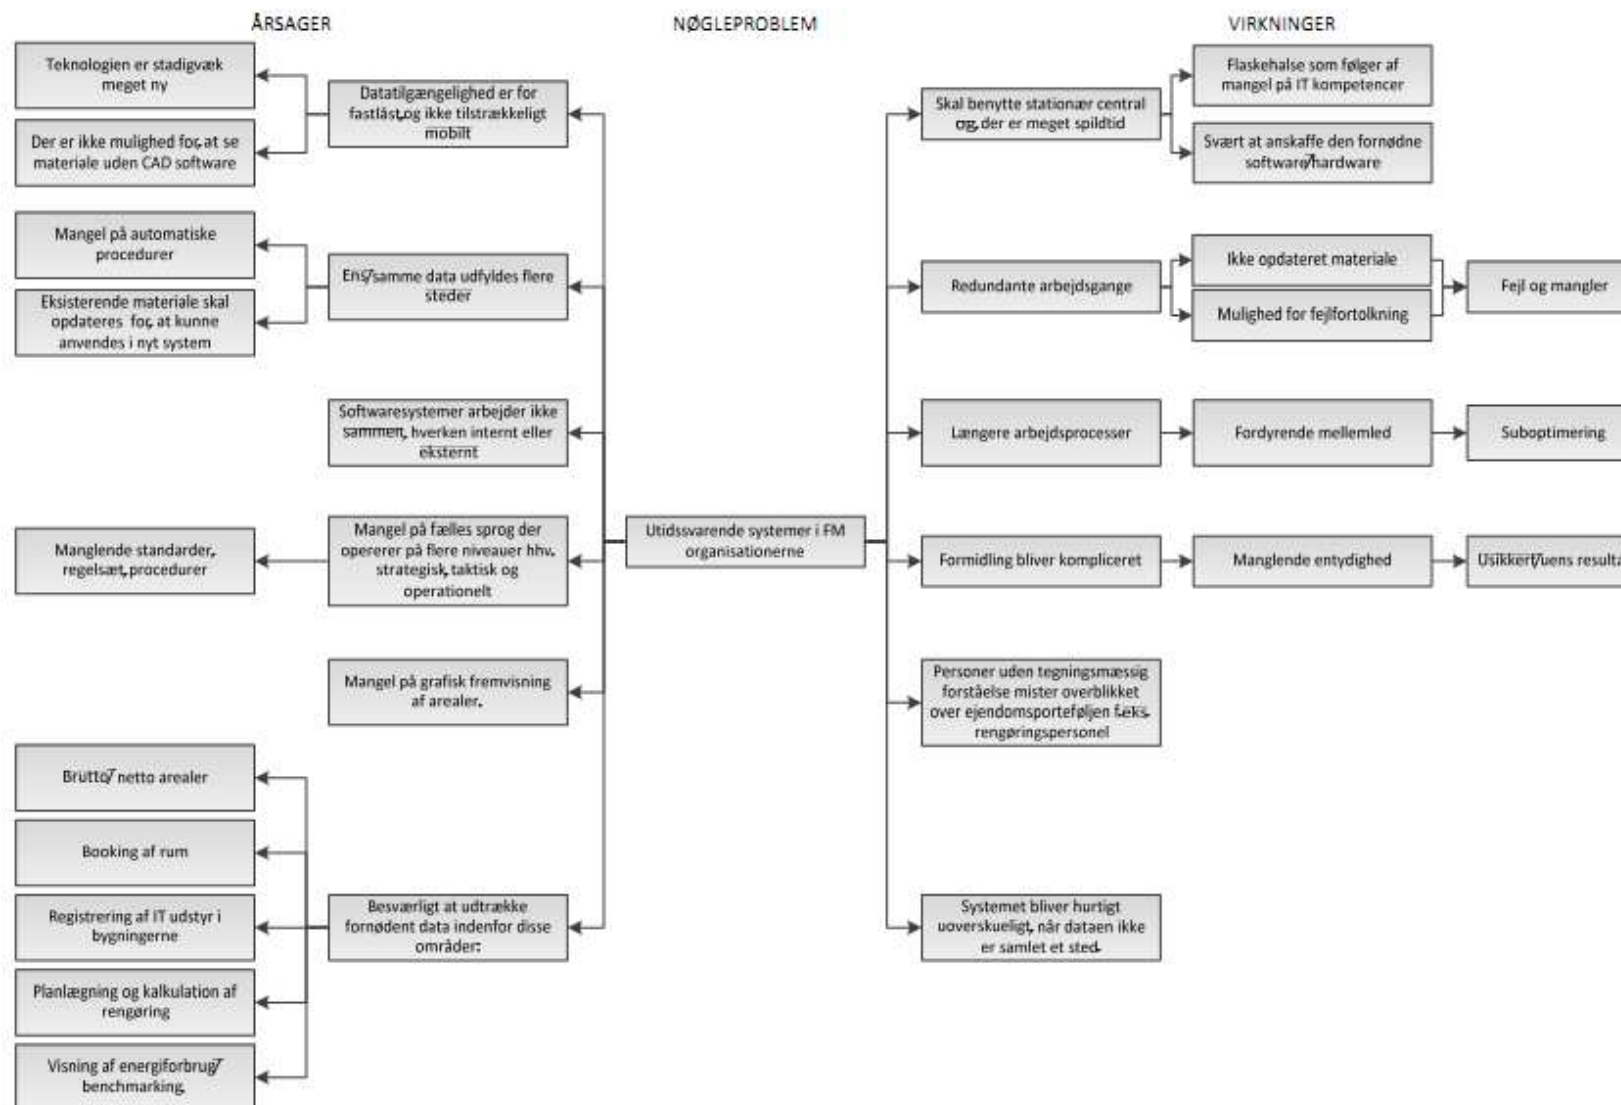 ÅRSAGER
NØGLEPROBLEM
VIRKNINGER
Teknologien er stadigvæk
meget ny
Der er ikke mulighed for, at se
materiale uden CAD software
Mangel på automatiske
procedurer
Eksisterende materiale skal
opdateres for, at kunne
anvendes i nyt system
Manglende standarder,
regelsæt, procedurer
Brutto/ netto arealer
Booking af rum
Registrering af IT udstyr i
bygningerne
Planlægning og kalkulation af
rengøring
Visning af energiforbrug/
benchmarking.
Datatilgængelighed er for
fastlåst, og ikke tilstrækkeligt
mobilt
Ens/samme data udfyldes flere
steder
Softwaresystemer arbejder ikke
sammen, hverken internt eller
eksternt
Mangel på fælles sprog der
opererer på flere niveauer hhv.
strategisk, taktisk og
operationelt
Mangel på grafisk fremvisning
af arealer.
Besværligt at udtrække
fornødent data indenfor disse
områder:
Utidssvarende systemer i FM
organisationerne
Skal benytte stationær central
og, der er meget spildtid
Redundante arbejdsgange
Længere arbejdsprocesser
Formidling bliver kompliceret
Personer uden tegningsmæssig
forståelse mister overblikket
over ejendomsporteføljen f.eks.
rengøringspersonel
Systemet bliver hurtigt
uoverskueligt, når dataen ikke
er samlet et sted.
Flaskehalse som følger af
mangel på IT kompetencer
Svært at anskaffe den fornødne
software/hardware
Ikke opdateret materiale
Mulighed for fejlfortolkning
Fordyrende mellemled
Manglende entydighed
Fejl og mangler
Suboptimering
Usikkert/uens